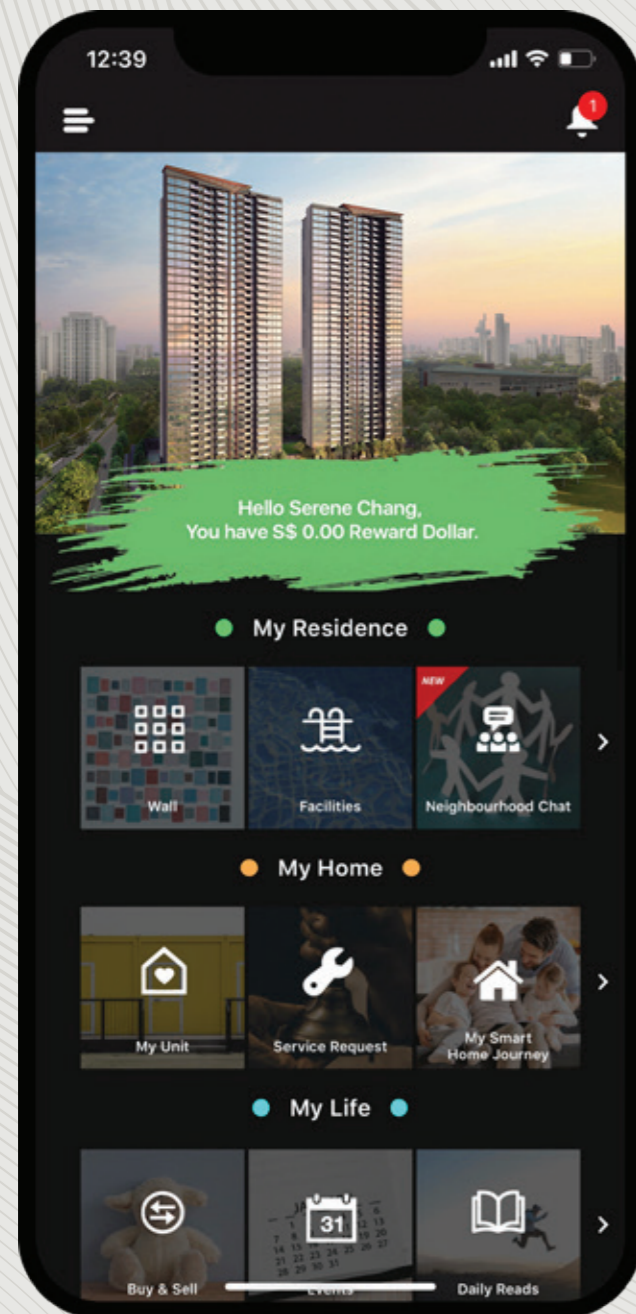 12:39
1
Hello Serene Chang,
You have S$ 0.00 Reward Dollar.
My Residence
NEW
Wall
Facilities
Neighbourhood Chat
My Home
My Unit
Service Request
My Smart
Home Journey
My Life
31
Buy & Sell
Events
Daily Reads